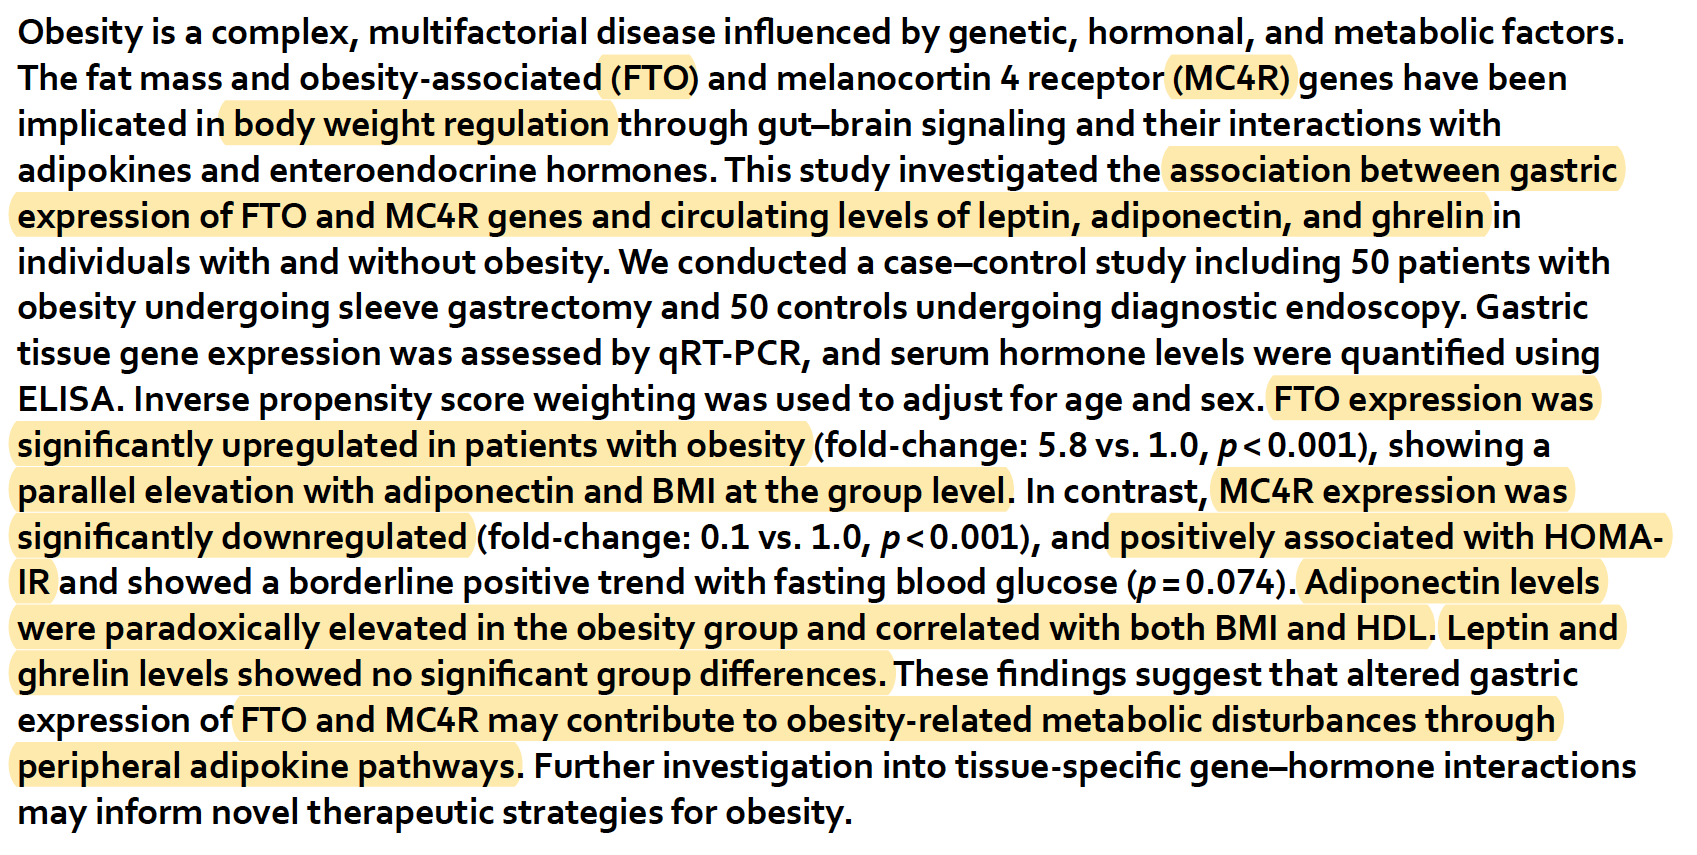 Obesity is a complex, multifactorial disease influenced by genetic, hormonal, and metabolic factors.
The fat mass and obesity-associated (FTO) and melanocortin 4 receptor (MC4R) genes have been
implicated in body weight regulation through gut–brain signaling and their interactions with
adipokines and enteroendocrine hormones. This study investigated the association between gastric
expression of FTO and MC4R genes and circulating levels of leptin, adiponectin, and ghrelin in
individuals with and without obesity. We conducted a case–control study including 50 patients with
obesity undergoing sleeve gastrectomy and 50 controls undergoing diagnostic endoscopy. Gastric
tissue gene expression was assessed by qRT-PCR, and serum hormone levels were quantified using
ELISA. Inverse propensity score weighting was used to adjust for age and sex. FTO expression was
significantly upregulated in patients with obesity (fold-change: 5.8 vs. 1.0, p < 0.001), showing a
parallel elevation with adiponectin and BMI at the group level. In contrast, MC4R expression was
significantly downregulated (fold-change: 0.1 vs. 1.0, p < 0.001), and positively associated with HOMA-
IR and showed a borderline positive trend with fasting blood glucose (p = 0.074). Adiponectin levels
were paradoxically elevated in the obesity group and correlated with both BMI and HDL. Leptin and
ghrelin levels showed no significant group differences. These findings suggest that altered gastric
expression of FTO and MC4R may contribute to obesity-related metabolic disturbances through
peripheral adipokine pathways. Further investigation into tissue-specific gene–hormone interactions
may inform novel therapeutic strategies for obesity.